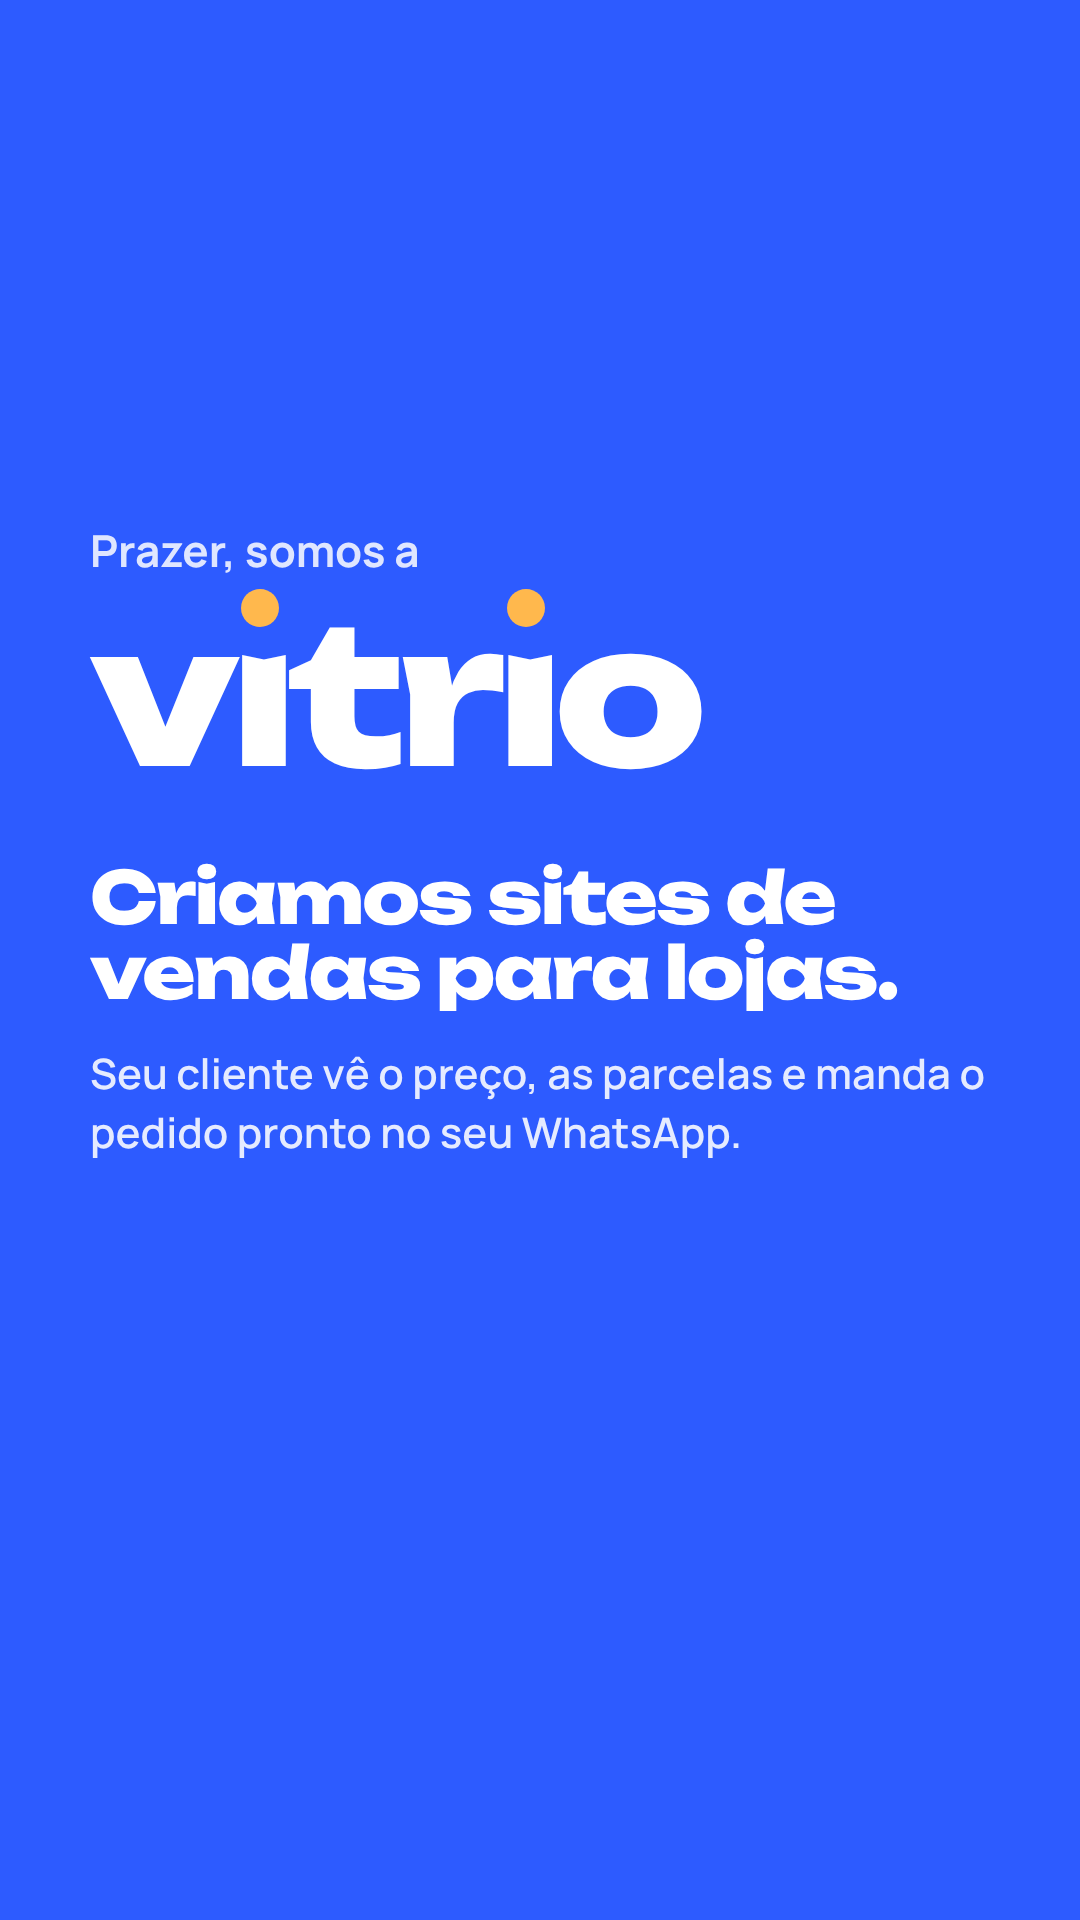 Prazer, somos a
vitrio
Criamos sites de
vendas para lojas.
Seu cliente vê o preço, as parcelas e manda o
pedido pronto no seu WhatsApp.